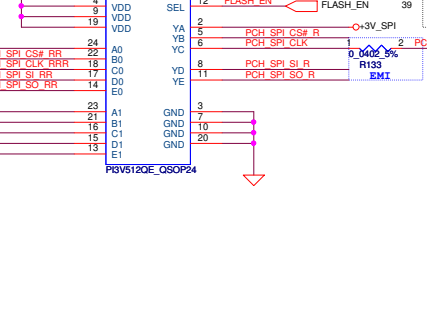 4 VDD SEL 12 FLASH_EN FLASH_EN 39
9 VDD
19 VDD YA 2 +3V_SPI
YB 5 PCH_SPI_CS#_R
24 A0 YC 6 PCH_SPI_CLK 1 2 PC
SPI_CS#_RR 22 B0 0_0402_5%
SPI_CLK_RRR 18 C0 YD 8 PCH_SPI_SI_R R133
SPI_SI_RR 17 D0 YE 11 PCH_SPI_SO_R EMI
SPI_SO_RR 14 E0
23 A1 GND 3
21 B1 GND 7
16 C1 GND 10
15 D1 GND 20
13 E1
PI3V512QE_QSOP24